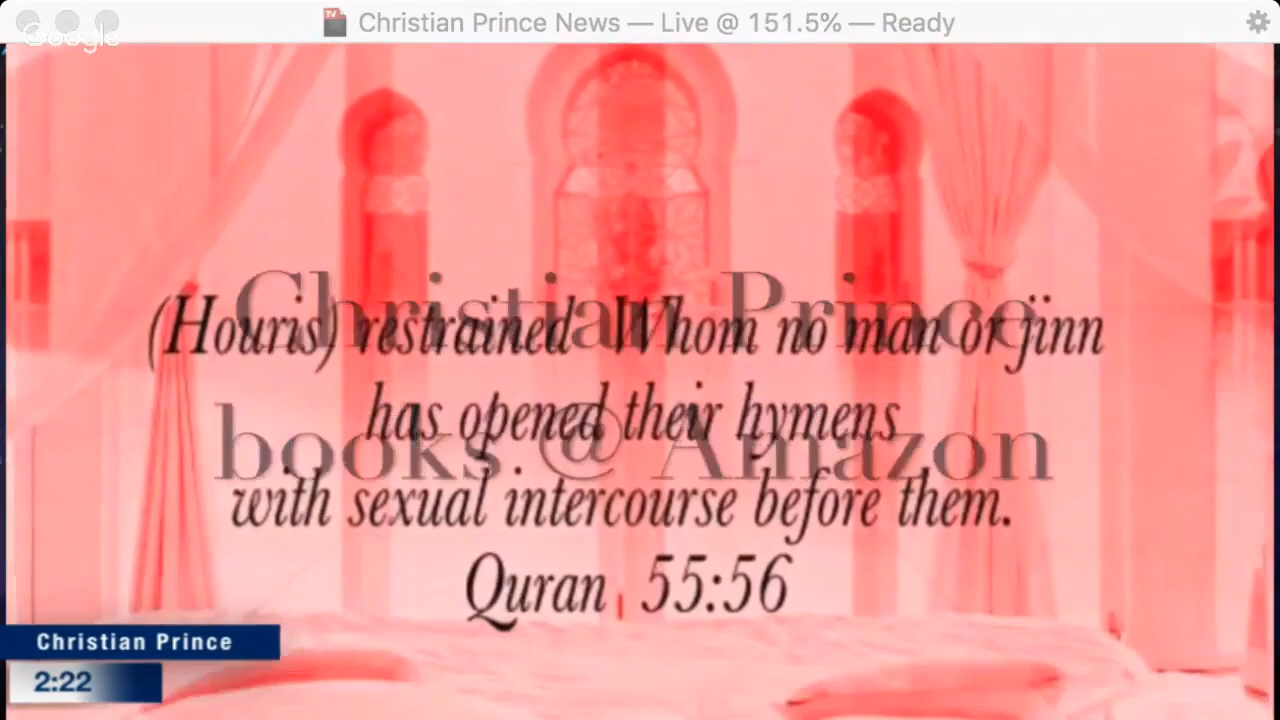 Christian Prince News — Live @ 151.5% — Ready
Google
Christian Prince
(Houris) restrained Whom no man or jinn
has opened their hymens
books @ Amazon
with sexual intercourse before them.
Quran 55:56
Christian Prince
2:22